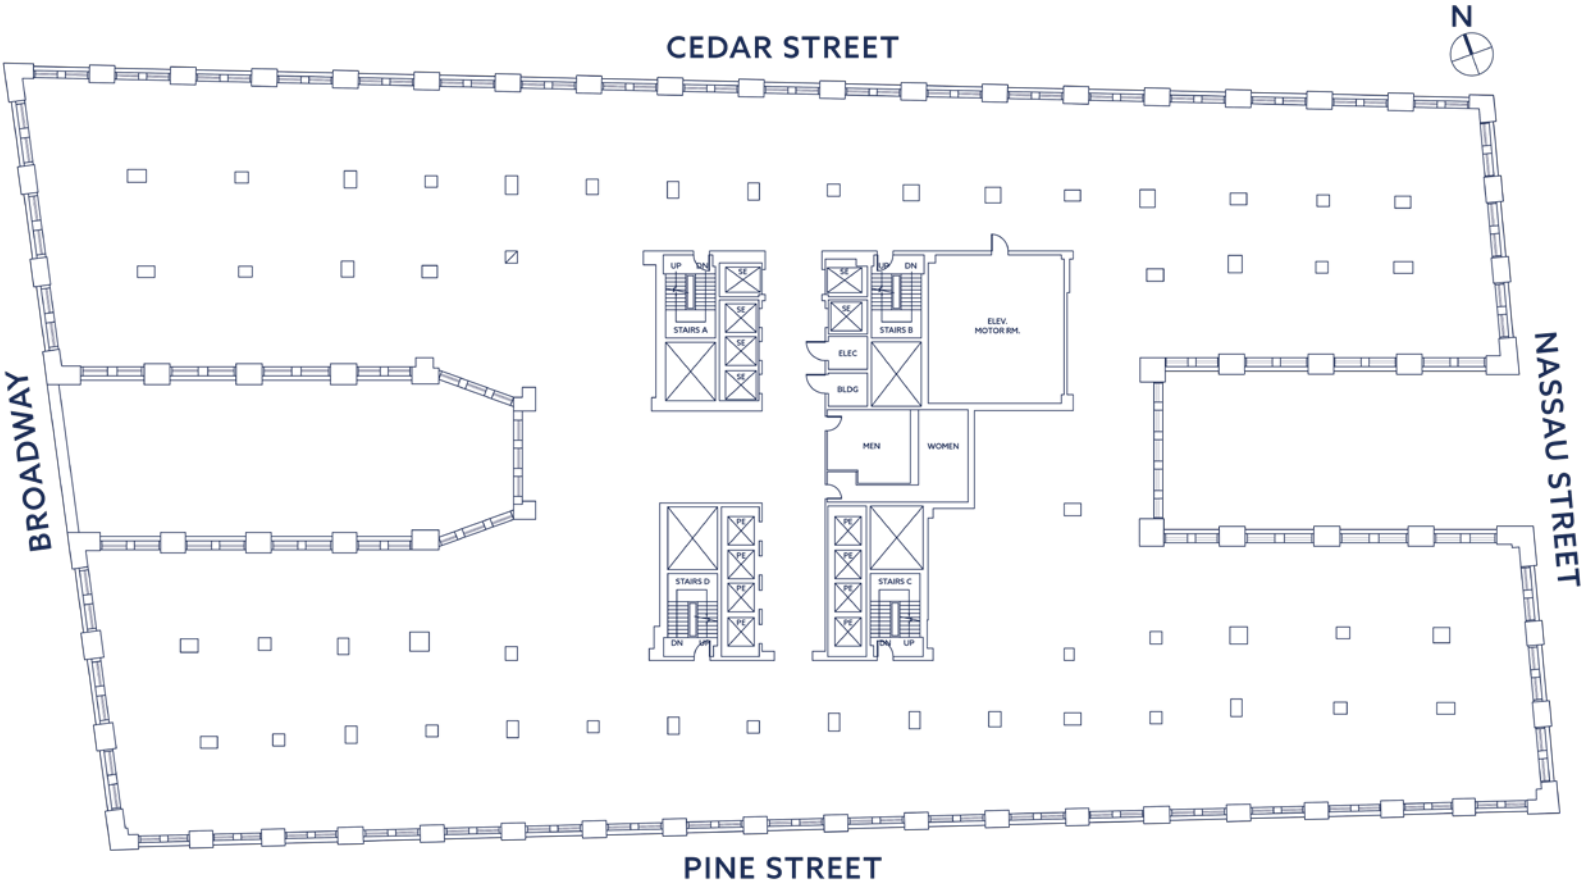 N
CEDAR STREET
UP DN
SE
SE
UP DN
SE
SE
STAIRS A
STAIRS B
ELEV.
MOTOR RM.
SE
ELEC
SE
BLDG
BROADWAY
NASSAU STREET
MEN
WOMEN
PE
PE
PE
PE
STAIRS D
STAIRS C
PE
PE
PE
PE
DN UP
DN UP
PINE STREET